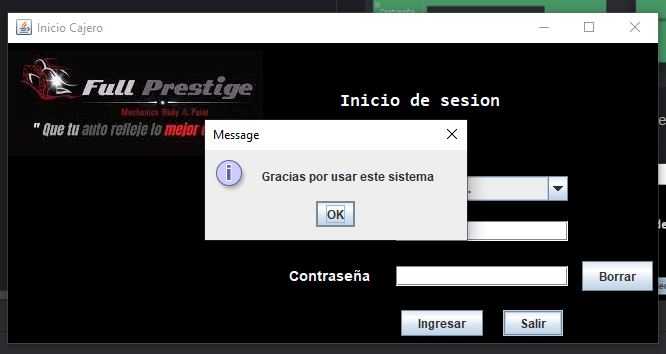 Contraseña
Inicio Cajero
Full Prestige
Mechanics Body & Paint
" Que tu auto refleje lo mejor
Inicio de sesion
Message
i
Gracias por usar este sistema
OK
Contraseña
Borrar
Ingresar
Salir